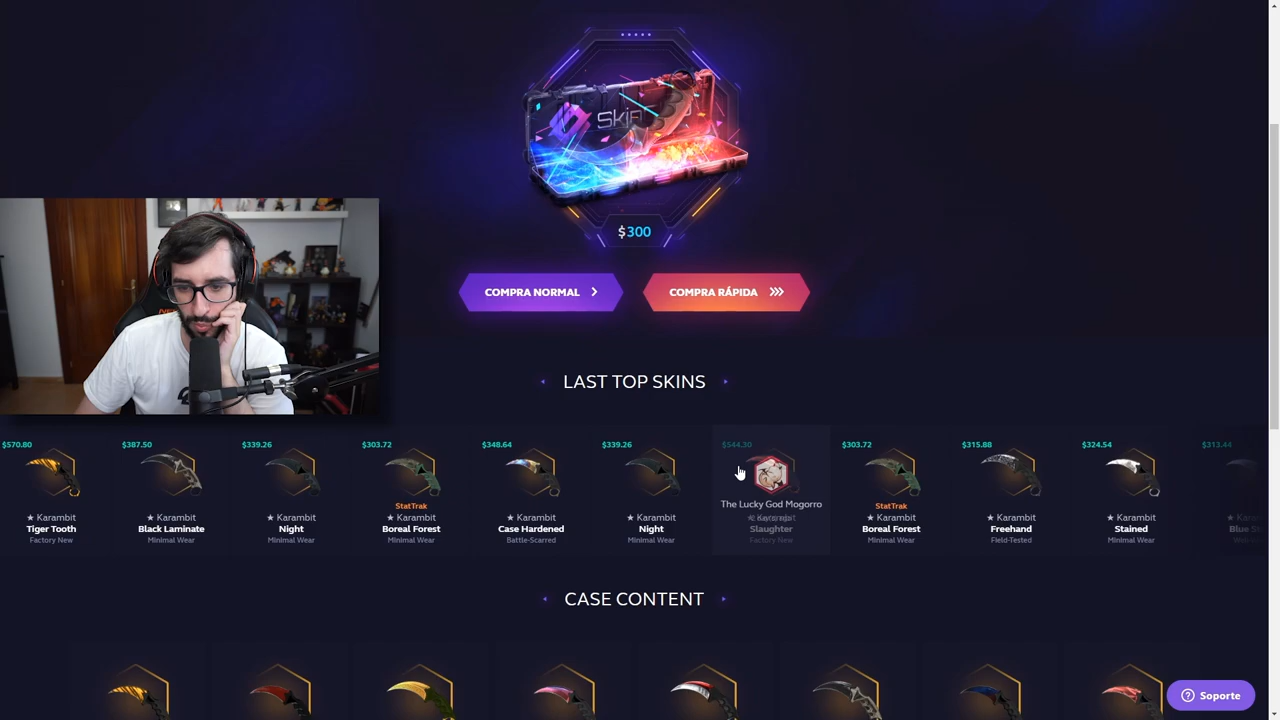 Skin
$300
COMPRA NORMAL
COMPRA RÁPIDA
LAST TOP SKINS
$570.80
★ Karambit
Tiger Tooth
Factory New
$387.50
★ Karambit
Black Laminate
Minimal Wear
$339.26
★ Karambit
Night
Minimal Wear
$303.72
StatTrak
★ Karambit
Boreal Forest
Minimal Wear
$348.64
★ Karambit
Case Hardened
Battle-Scarred
$339.26
★ Karambit
Night
Minimal Wear
$544.30
The Lucky God Mogorro
Slaughter
Factory New
$303.72
StatTrak
★ Karambit
Boreal Forest
Minimal Wear
$315.88
★ Karambit
Freehand
Field-Tested
$324.54
★ Karambit
Stained
Minimal Wear
$313.44
CASE CONTENT
Soporte